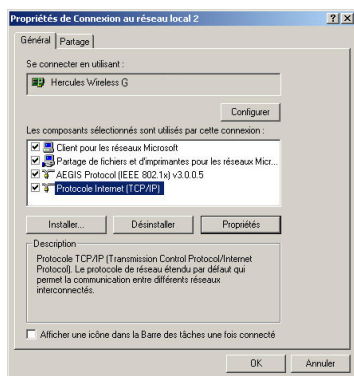 Propriétés de Connexion au réseau local 2
Général
Partage
Se connecter en utilisant :
Hercules Wireless G
Configurer
Les composants sélectionnés sont utilisés par cette connexion :
Client pour les réseaux Microsoft
Partage de fichiers et d'imprimantes pour les réseaux Micr...
AEGIS Protocol (IEEE 802.1x) v3.0.0.5
Protocole Internet (TCP/IP)
Installer...
Désinstaller
Propriétés
Description
Protocole TCP/IP (Transmission Control Protocol/Internet
Protocol). Le protocole de réseau étendu par défaut qui
permet la communication entre différents réseaux
interconnectés.
Afficher une icône dans la Barre des tâches une fois connecté
OK
Annuler